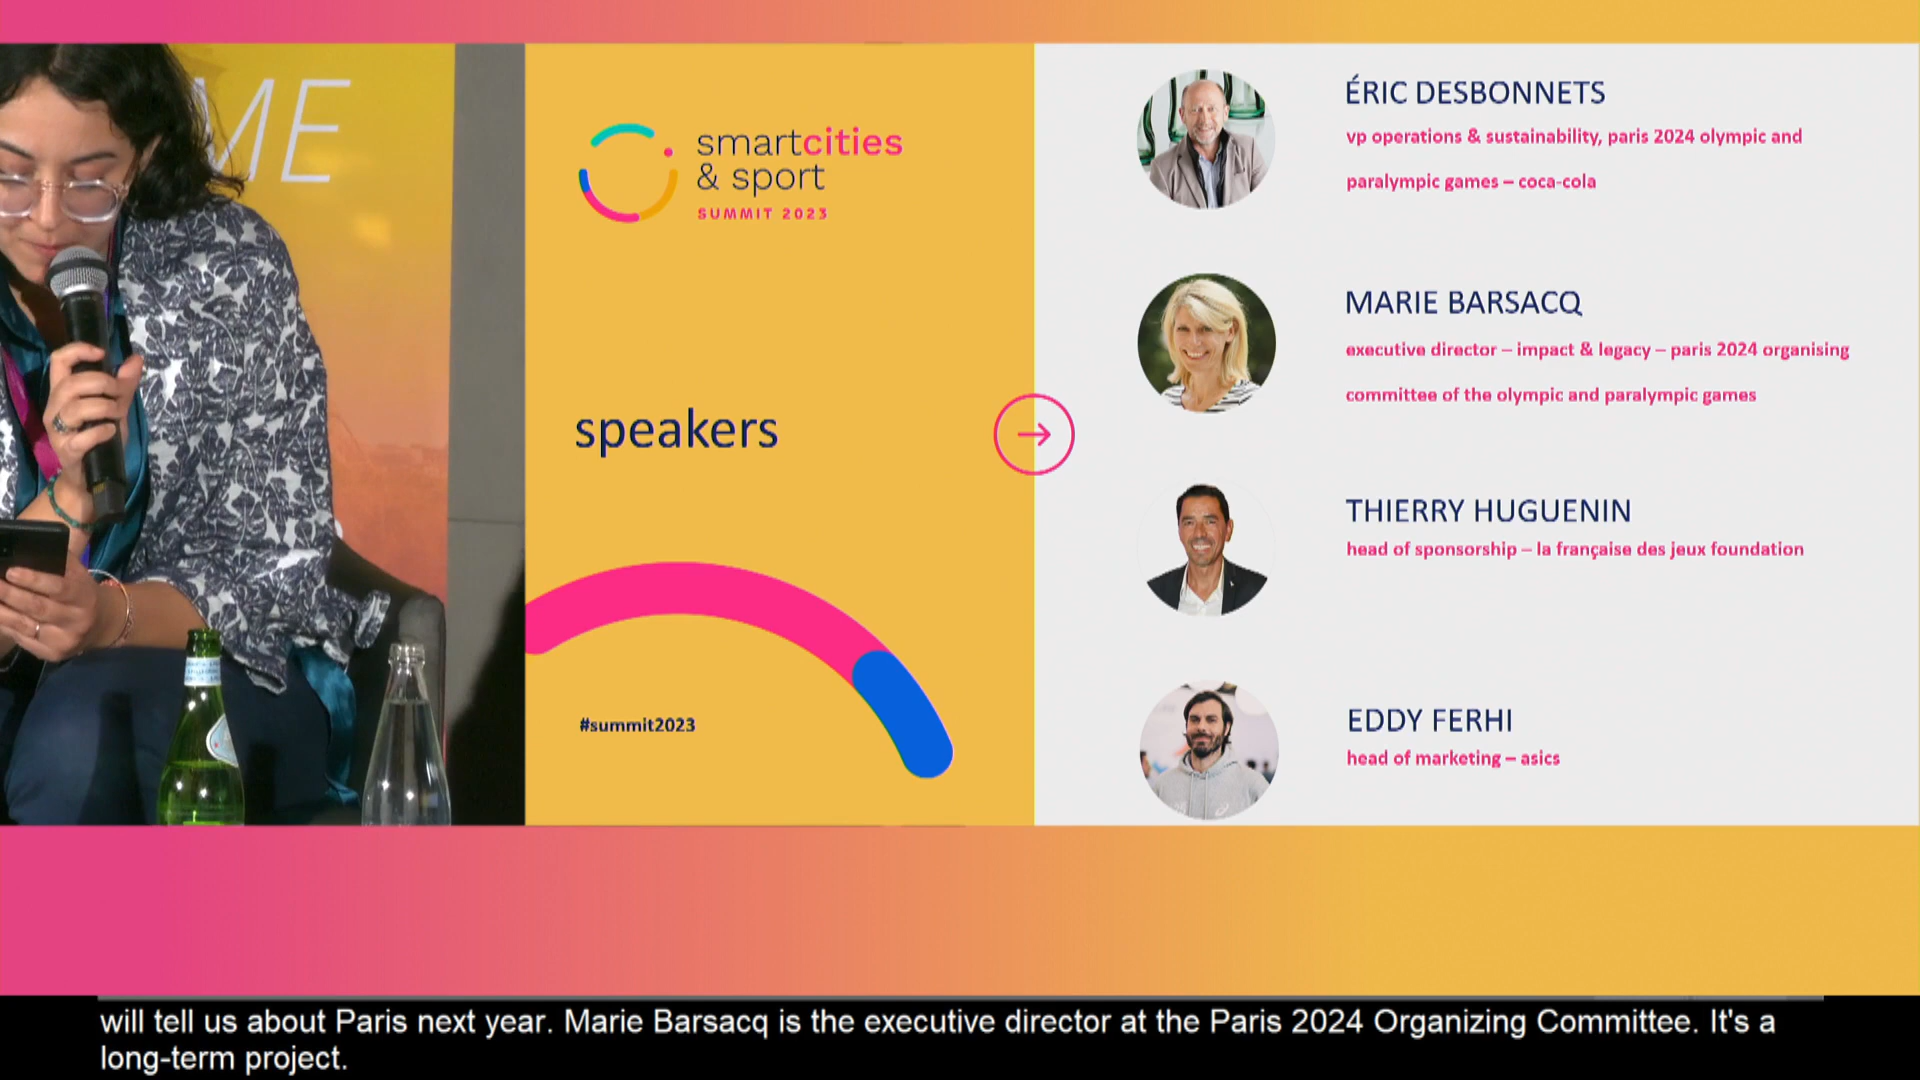 ME
smartcities
& sport
SUMMIT 2023
speakers
#summit2023
ÉRIC DESBONNETS
vp operations & sustainability, paris 2024 olympic and
paralympic games – coca-cola
MARIE BARSACQ
executive director – impact & legacy – paris 2024 organising
committee of the olympic and paralympic games
THIERRY HUGUENIN
head of sponsorship – la française des jeux foundation
EDDY FERHI
head of marketing – asics
will tell us about Paris next year. Marie Barsacq is the executive director at the Paris 2024 Organizing Committee. It's a
long-term project.